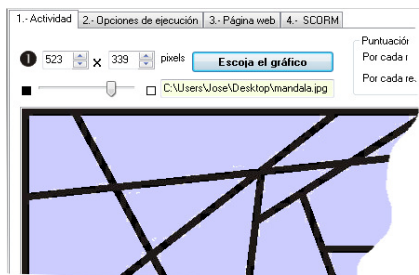 1.- Actividad 2.- Opciones de ejecución 3.- Página web 4.- SCORM
1 523 x 339 pixels Escoja el gráfico
Puntuación
Por cada r
Por cada re.
C:\Users\Jose\Desktop\mandala.jpg